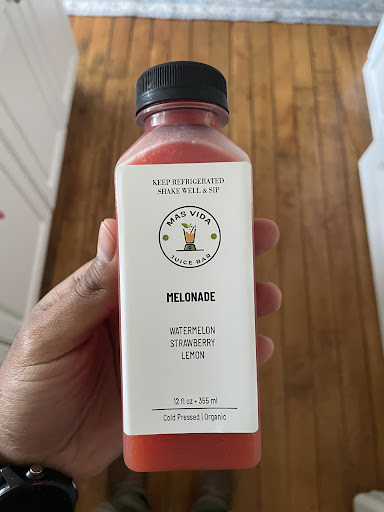 KEEP REFRIGERATED
SHAKE WELL & SIP
MAS VIDA
JUICE BAR
MELONADE
WATERMELON
STRAWBERRY
LEMON
12 fl oz • 355 ml
Cold Pressed | Organic